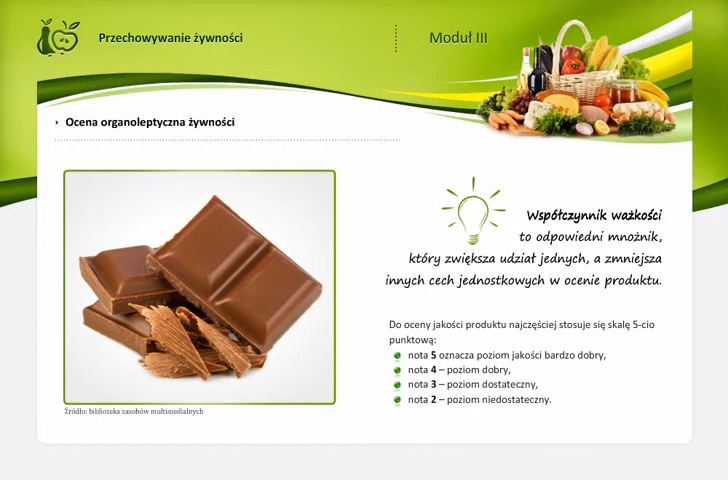 Przechowywanie żywności
Moduł III
Ocena organoleptyczna żywności
Współczynnik ważkości
to odpowiedni mnożnik,
który zwiększa udział jednych, a zmniejsza
innych cech jednostkowych w ocenie produktu.
Do oceny jakości produktu najczęściej stosuje się skalę 5-cio
punktową:
nota 5 oznacza poziom jakości bardzo dobry,
nota 4 – poziom dobry,
nota 3 – poziom dostateczny,
nota 2 – poziom niedostateczny.
Źródło: biblioteka zasobów multimedialnych